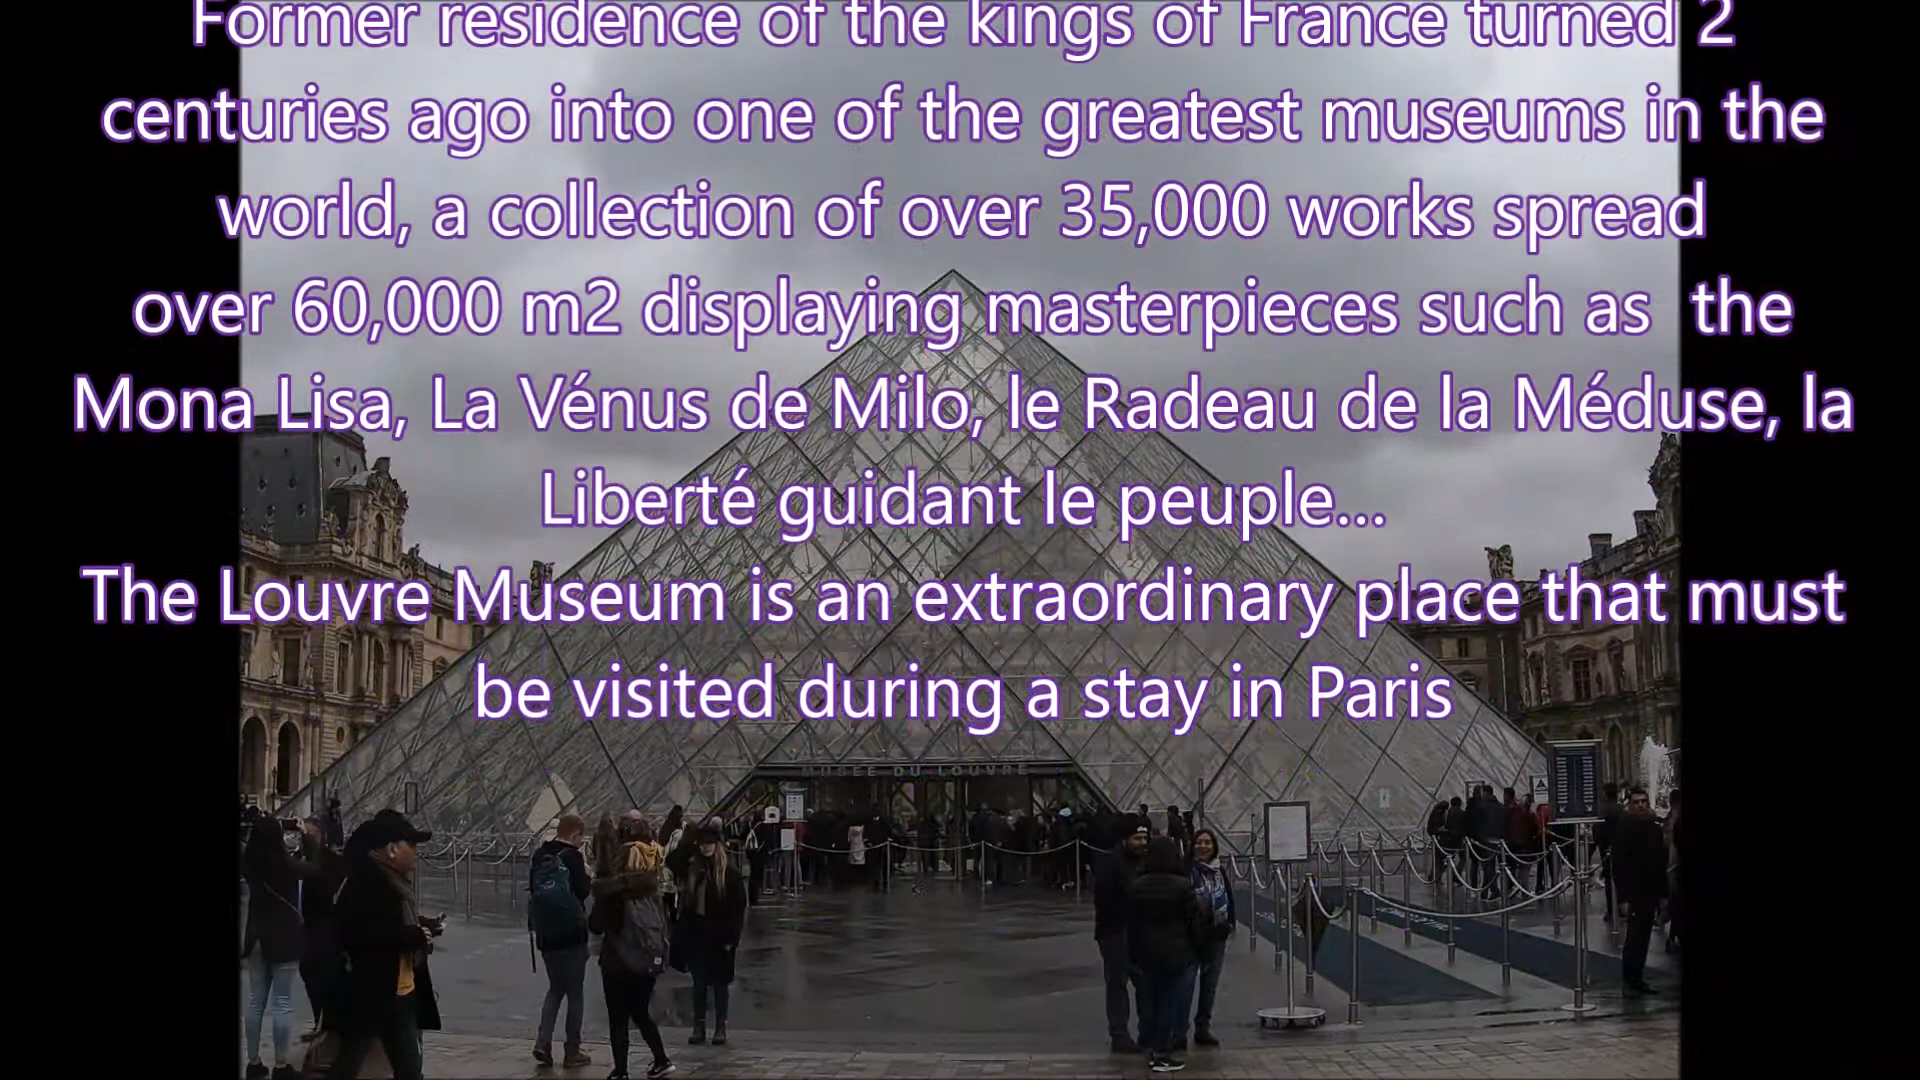 Former residence of the kings of France turned 2
centuries ago into one of the greatest museums in the
world, a collection of over 35,000 works spread
over 60,000 m2 displaying masterpieces such as  the
Mona Lisa, La Vénus de Milo, le Radeau de la Méduse, la
Liberté guidant le peuple...
The Louvre Museum is an extraordinary place that must
be visited during a stay in Paris
MUSEE DU LOUVRE